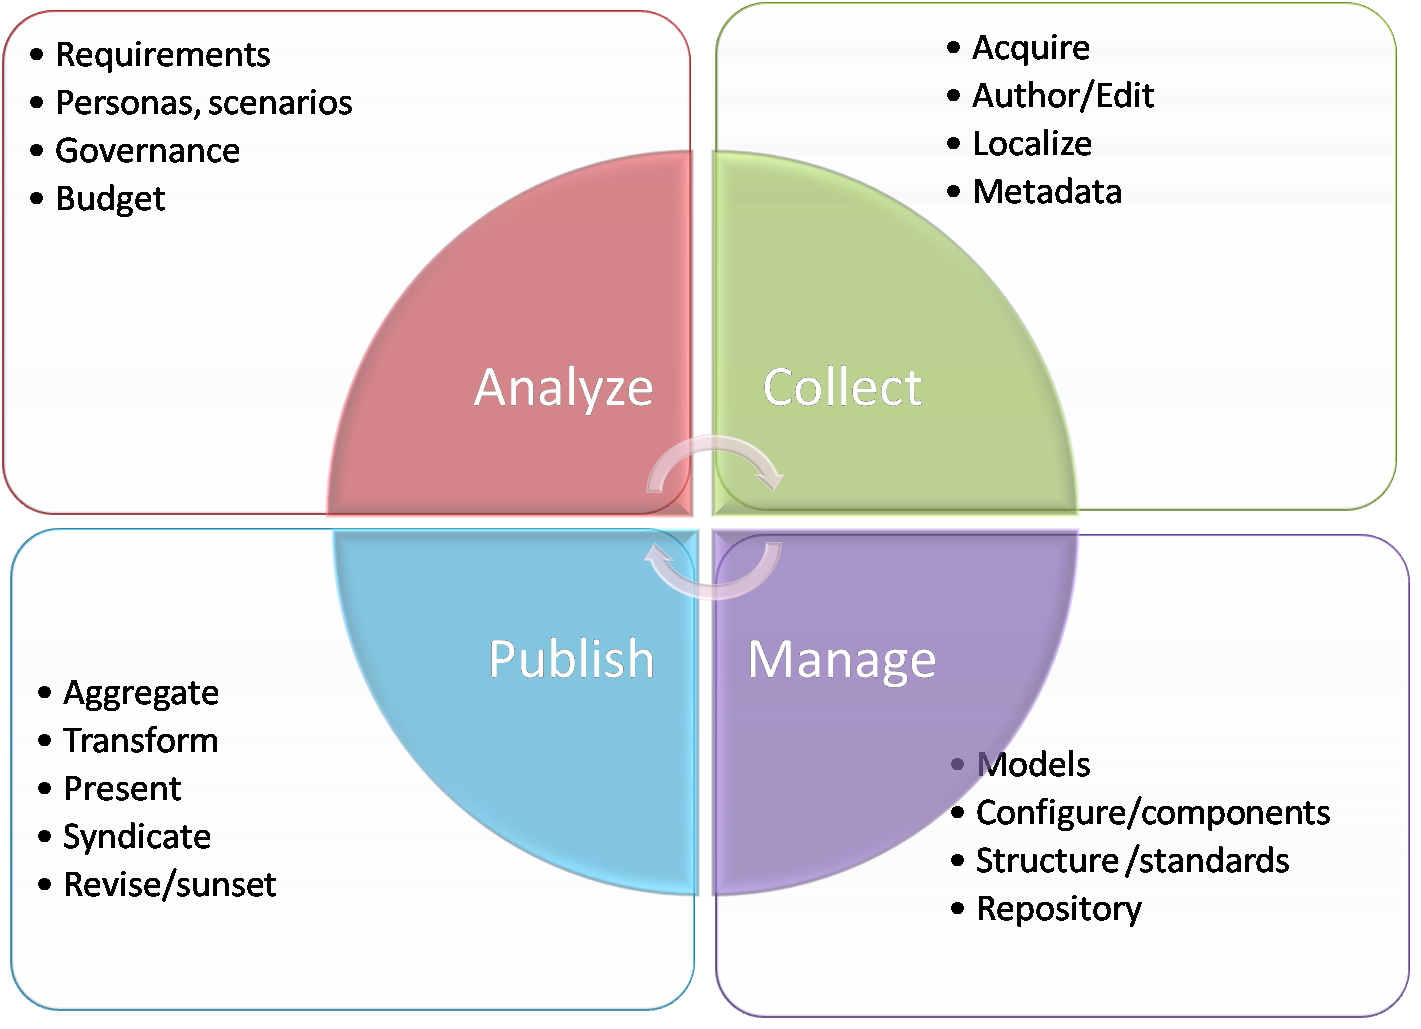 • Requirements
• Personas, scenarios
• Governance
• Budget
• Acquire
• Author/Edit
• Localize
• Metadata
Analyze
Collect
Publish
Manage
• Aggregate
• Transform
• Present
• Syndicate
• Revise/sunset
• Models
• Configure/components
• Structure/standards
• Repository